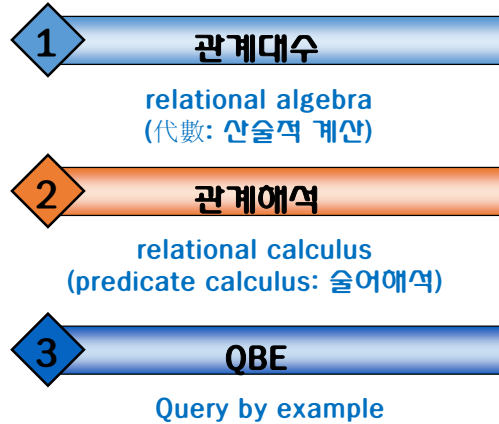 1
관계대수
relational algebra
(代數: 산술적 계산)
2
관계해석
relational calculus
(predicate calculus: 술어해석)
3
QBE
Query by example